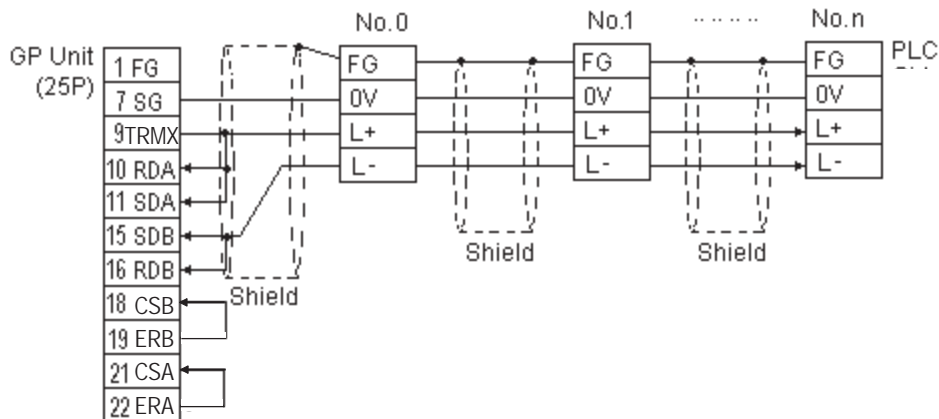 No.0
No.1
No.n
GP Unit
(25P)
PLC
1 FG
7 SG
9 TRMX
10 RDA
11 SDA
15 SDB
16 RDB
18 CSB
19 ERB
21 CSA
22 ERA
FG
0V
L+
L-
FG
0V
L+
L-
FG
0V
L+
L-
Shield
Shield
Shield